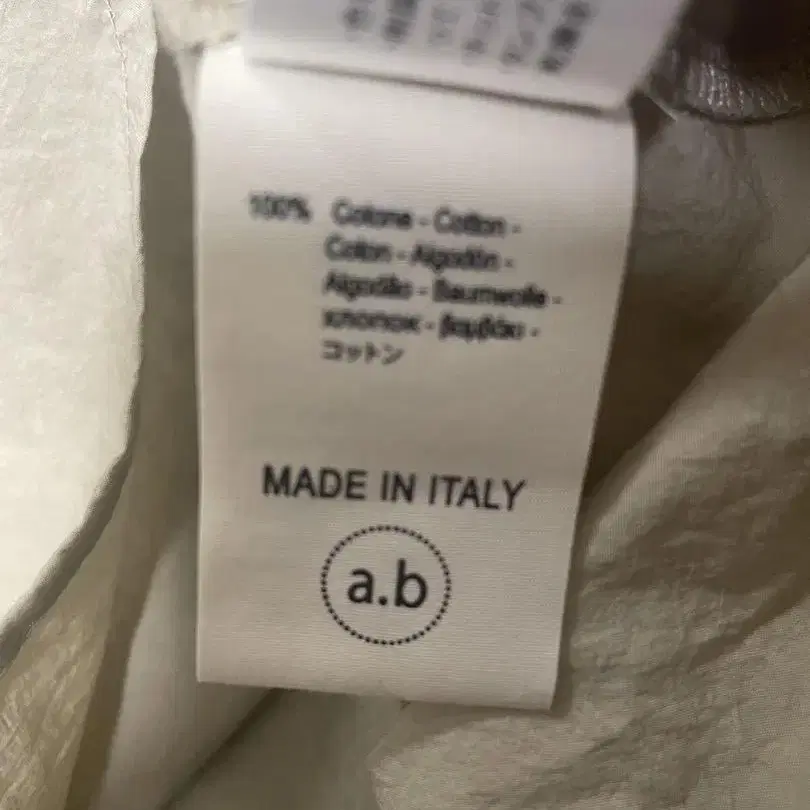 100% Cotone - Cotton -
Coton - Algodón -
Algodão - Baumwolle -
хлопок - βαμβάκι -
コットン
MADE IN ITALY
a.b